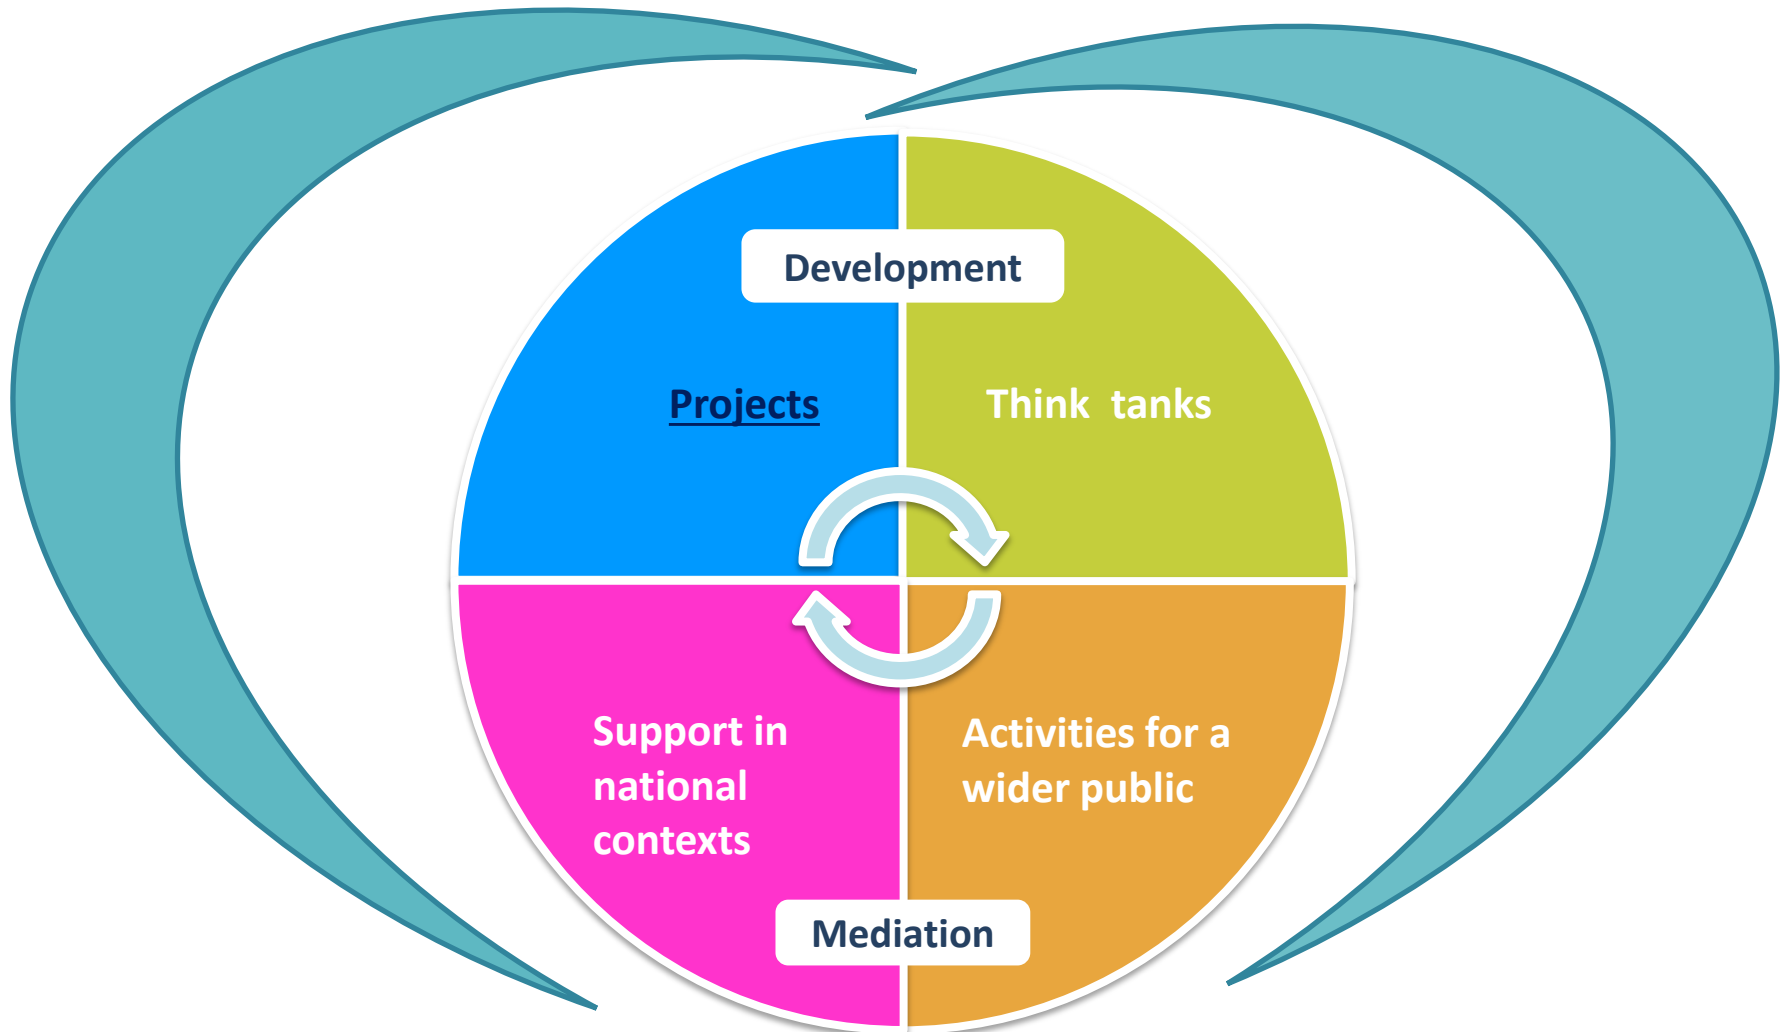 Development
Projects
Think tanks
Support in
national
contexts
Activities for a
wider public
Mediation